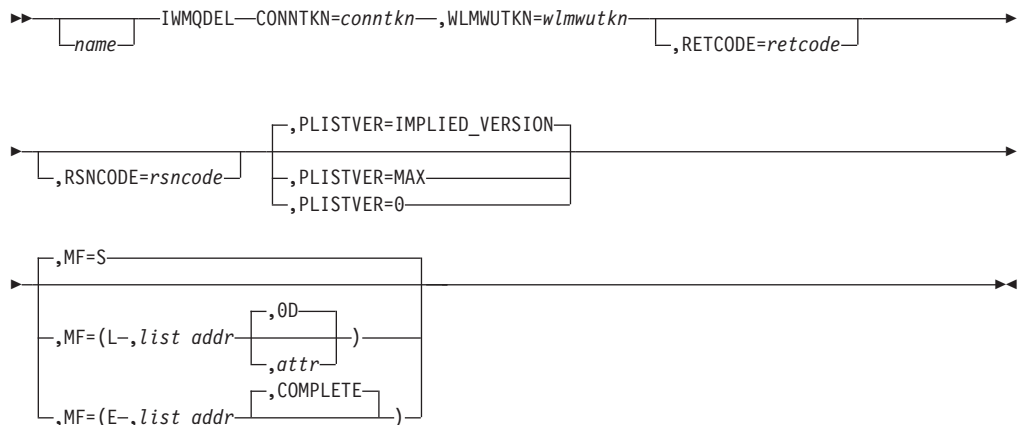 IWMQDEL CONNTKN=conntkn ,WLMWUTKN=wlmwutkn
name
,RETCODE=retcode
,PLISTVER=IMPLIED_VERSION
,RSNCODE=rsncode
,PLISTVER=MAX
,PLISTVER=0
,MF=S
,0D
,MF=(L ,list addr )
,attr
,COMPLETE
,MF=(E ,list addr )